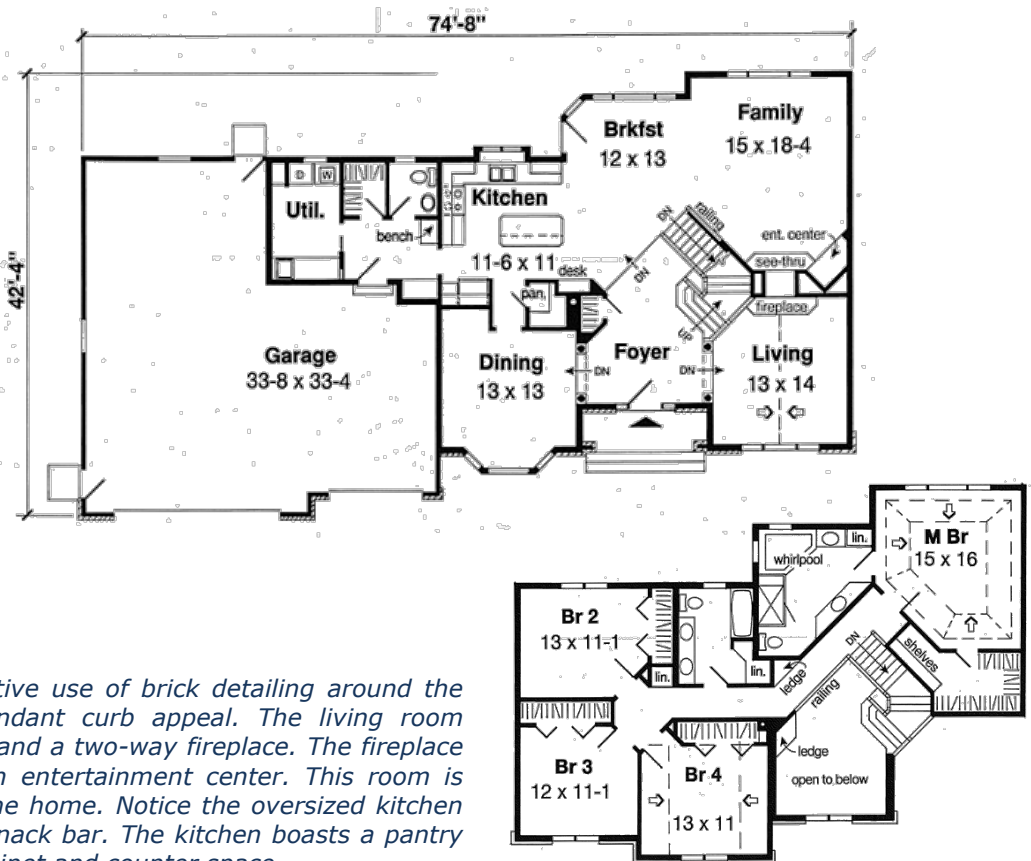 74'-8"
42'-4"
Brkfst
12 x 13
Family
15 x 18-4
D
W
Util.
bench
Kitchen
11-6 x 11
desk
pan.
railing
DN
DN
ent. center
see-thru
fireplace
UP
Garage
33-8 x 33-4
Dining
13 x 13
DN
Foyer
DN
Living
13 x 14
M Br
15 x 16
whirlpool
lin.
Br 2
13 x 11-1
lin.
lin.
ledge
railing
DN
shelves
ledge
open to below
Br 3
12 x 11-1
Br 4
13 x 11
tive use of brick detailing around the
ndant curb appeal. The living room
and a two-way fireplace. The fireplace
entertainment center. This room is
home. Notice the oversized kitchen
nack bar. The kitchen boasts a pantry
and counter space.